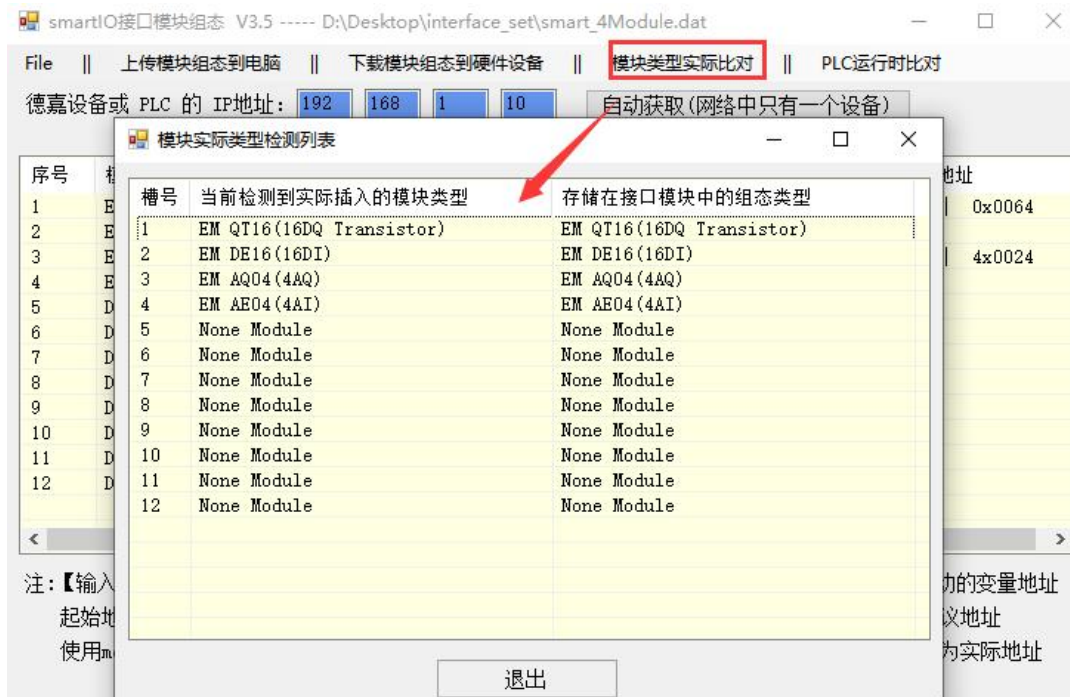 smartIO接口模块组态 V3.5 ----- D:\Desktop\interface_set\smart_4Module.dat
File || 上传模块组态到电脑 || 下载模块组态到硬件设备 || 模块类型实际比对 || PLC运行时比对
德嘉设备或 PLC 的 IP地址: 192 168 1 10 自动获取(网络中只有一个设备)
模块实际类型检测列表
序号
槽号 当前检测到实际插入的模块类型 存储在接口模块中的组态类型
1 EM QT16(16DQ Transistor) EM QT16(16DQ Transistor)
2 EM DE16(16DI) EM DE16(16DI)
3 EM AQ04(4AQ) EM AQ04(4AQ)
4 EM AE04(4AI) EM AE04(4AI)
5 None Module None Module
6 None Module None Module
7 None Module None Module
8 None Module None Module
9 None Module None Module
10 None Module None Module
11 None Module None Module
12 None Module None Module
退出
1 E
2 E
3 E
4 E
5 D
6 D
7 D
8 D
9 D
10 D
11 D
12 D
地址
| 0x0064
| 4x0024
注:【输入
起始地
使用m
的变量地址
议地址
为实际地址